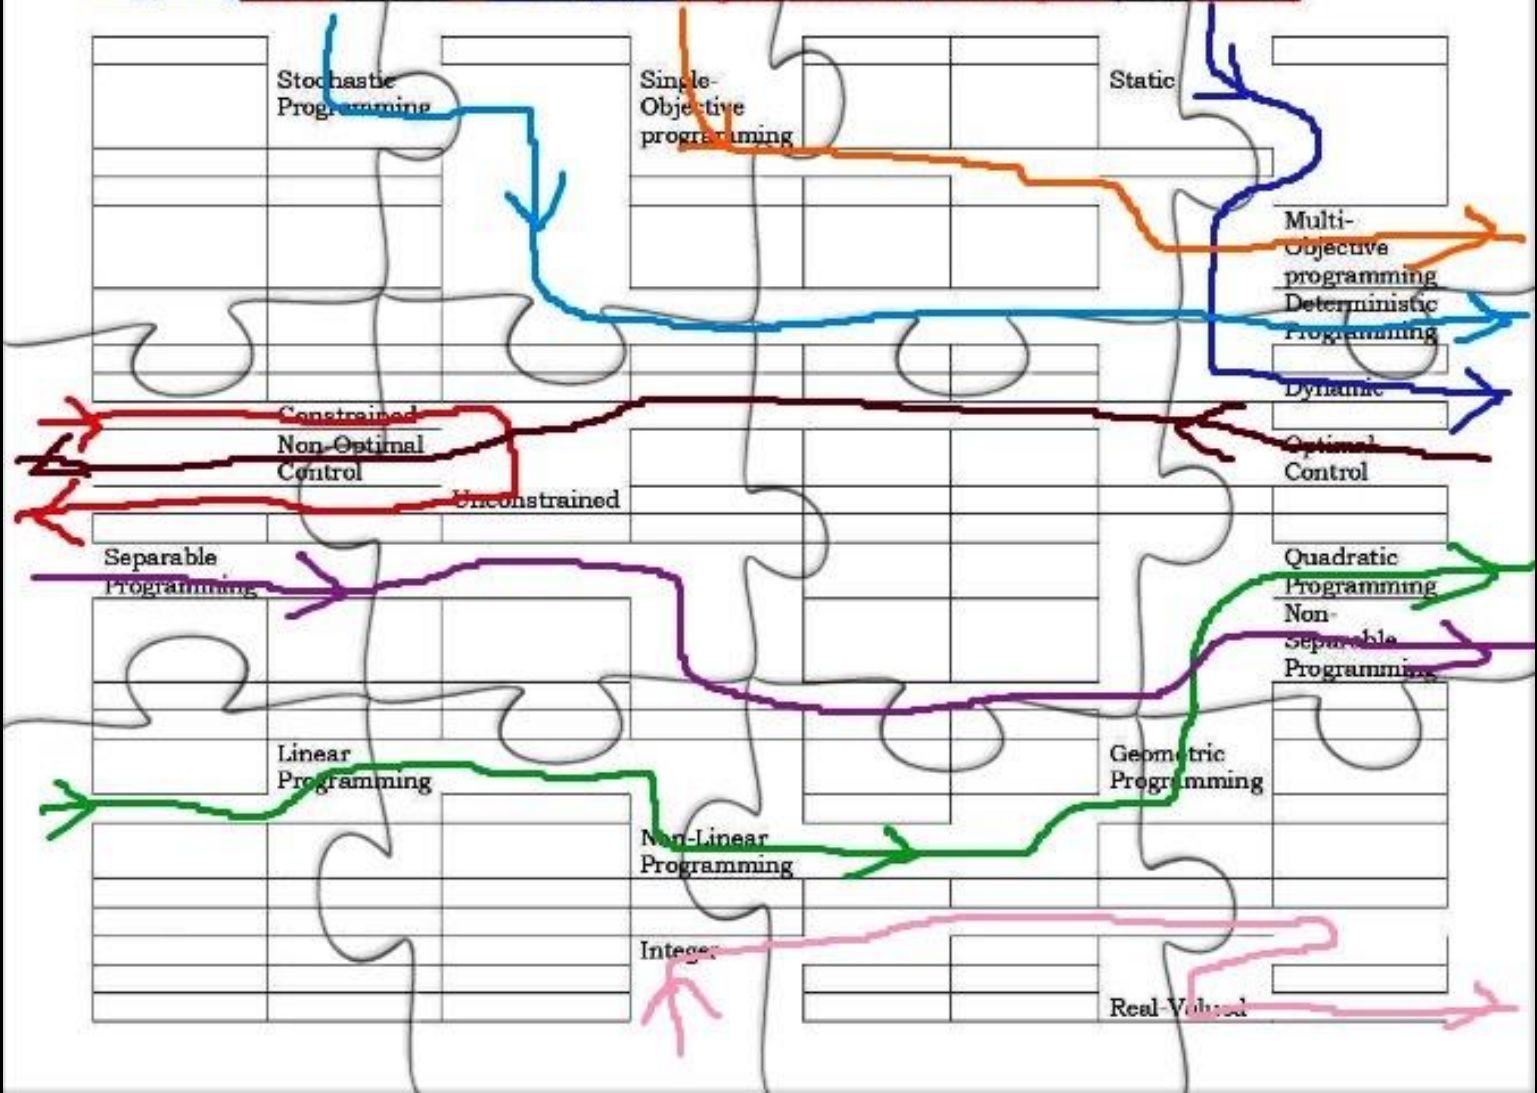 Stochastic
Programming
Single-
Objective
programming
Static
Multi-
Objective
programming
Deterministic
Programming
Dynamic
Constrained
Non-Optimal
Control
Optimal
Control
Unconstrained
Separable
Programming
Quadratic
Programming
Non-
Separable
Programming
Linear
Programming
Geometric
Programming
Non-Linear
Programming
Integer
Real-Valued